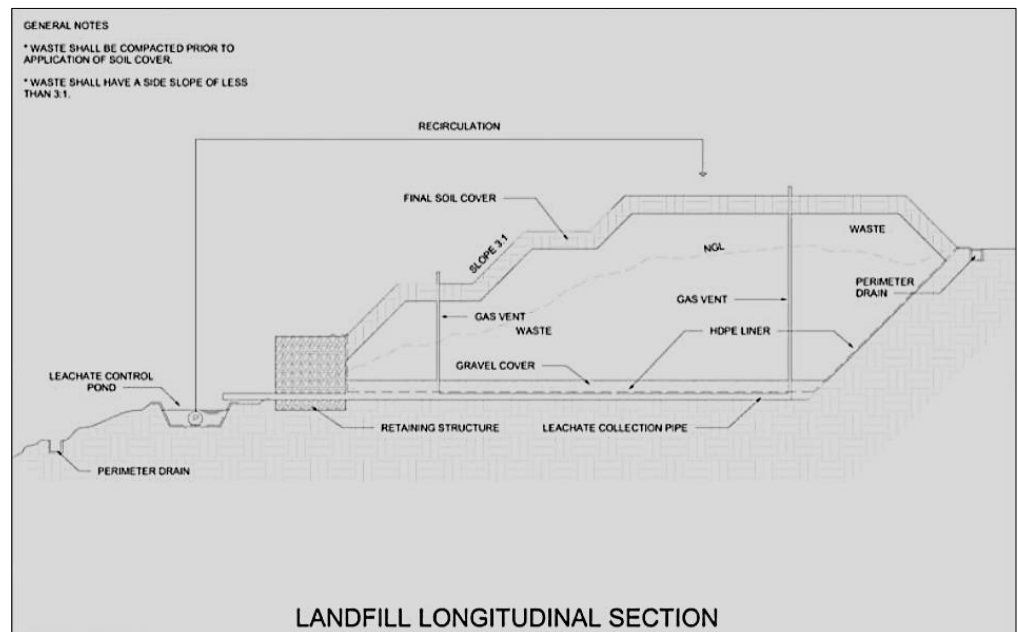 GENERAL NOTES
* WASTE SHALL BE COMPACTED PRIOR TO
APPLICATION OF SOIL COVER.
* WASTE SHALL HAVE A SIDE SLOPE OF LESS
THAN 3:1.
RECIRCULATION
FINAL SOIL COVER
WASTE
SLOPE 3:1
NGL
PERIMETER
DRAIN
GAS VENT
GAS VENT
WASTE
HDPE LINER
GRAVEL COVER
LEACHATE CONTROL
POND
P
RETAINING STRUCTURE
LEACHATE COLLECTION PIPE
PERIMETER DRAIN
LANDFILL LONGITUDINAL SECTION